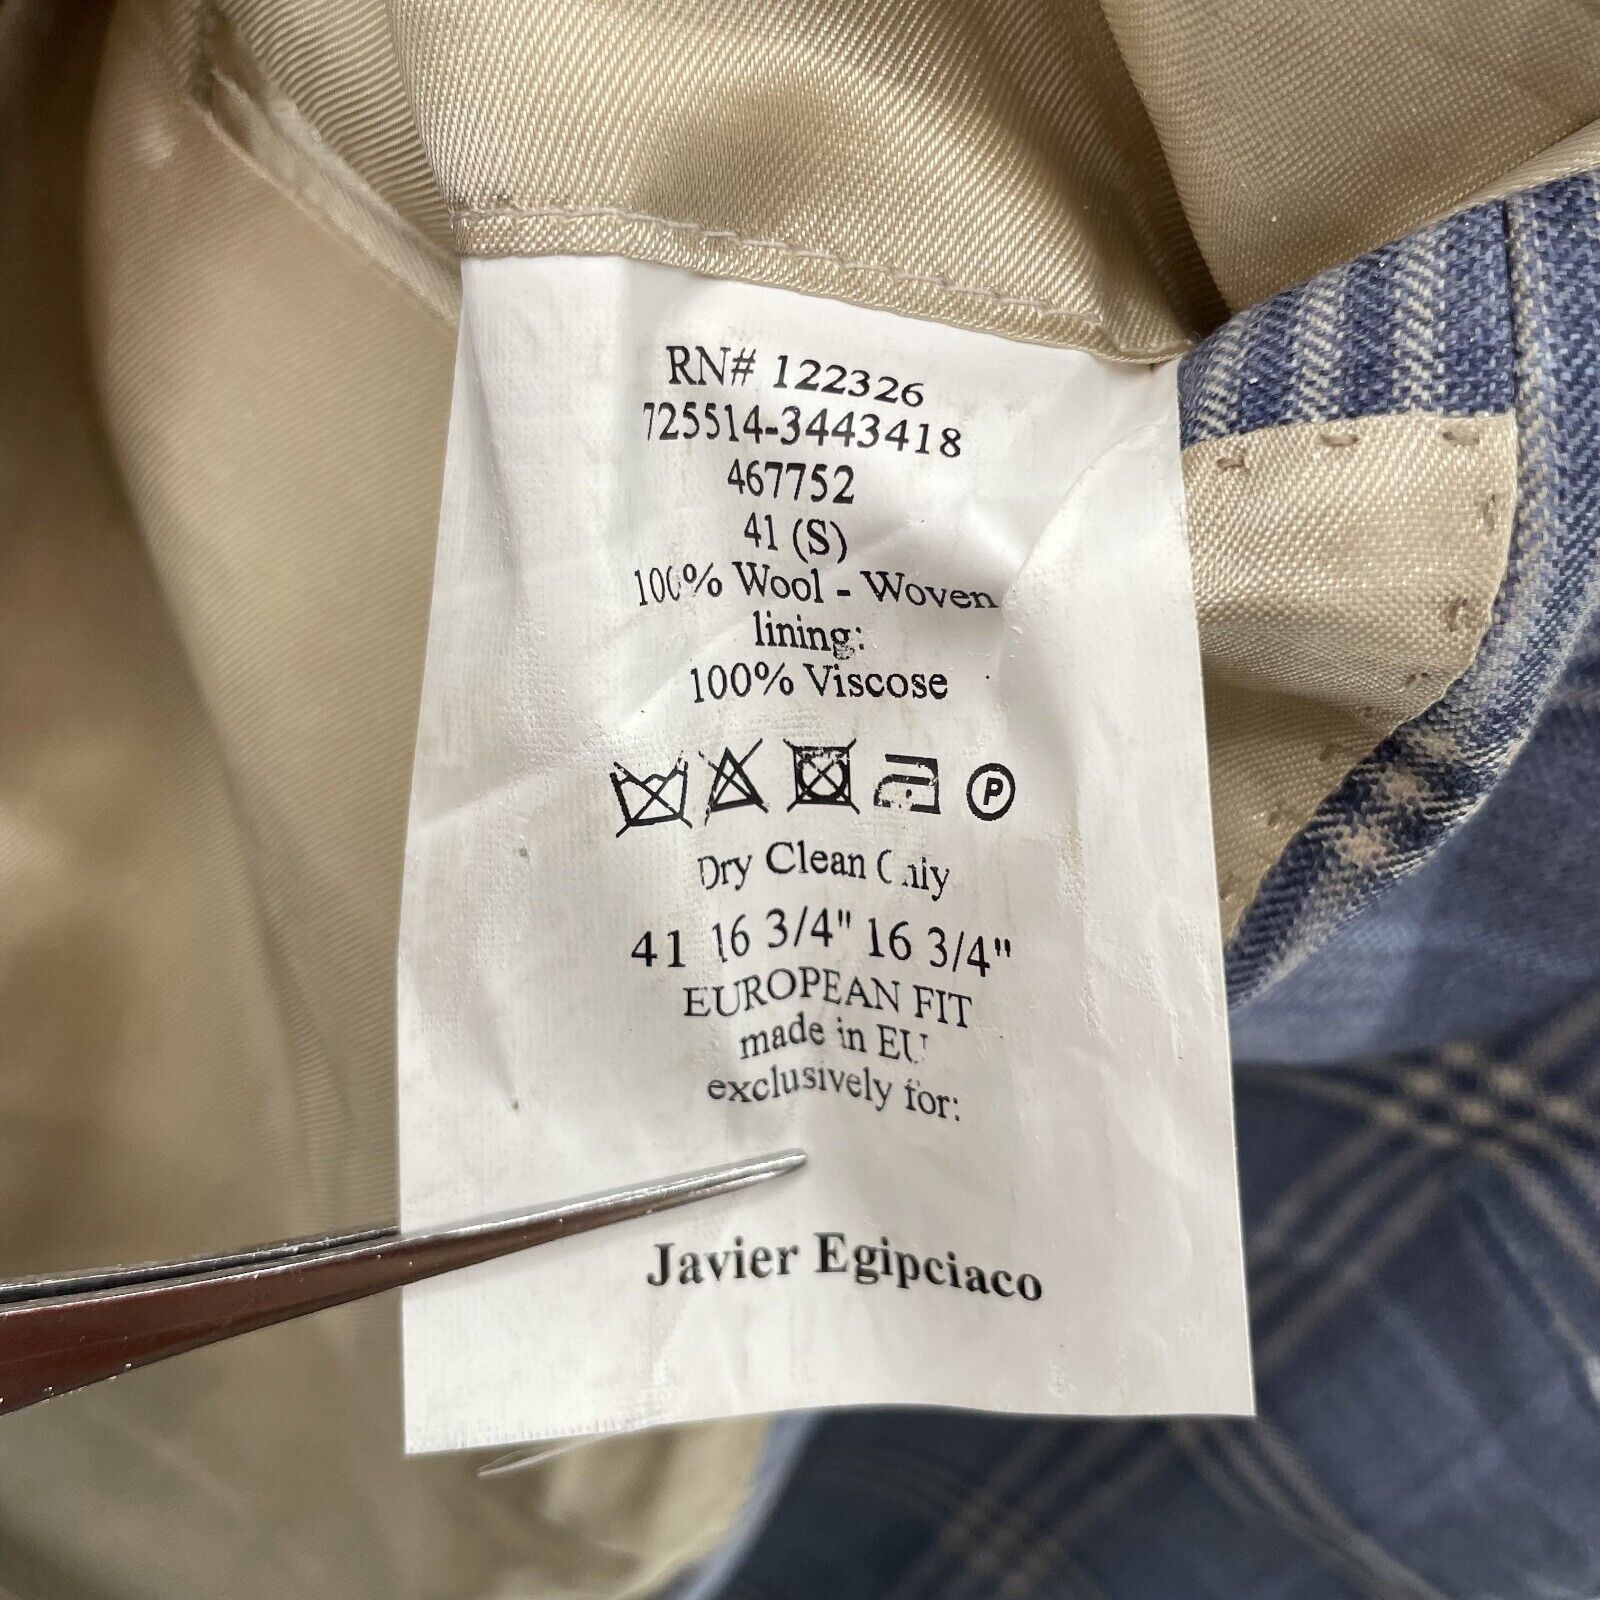 RN# 122326
725514-3443418
467752
41 (S)
100% Wool - Woven
lining:
100% Viscose
P
Dry Clean Only
41 16 3/4" 16 3/4"
EUROPEAN FIT
made in EU
exclusively for:
Javier Egipciaco